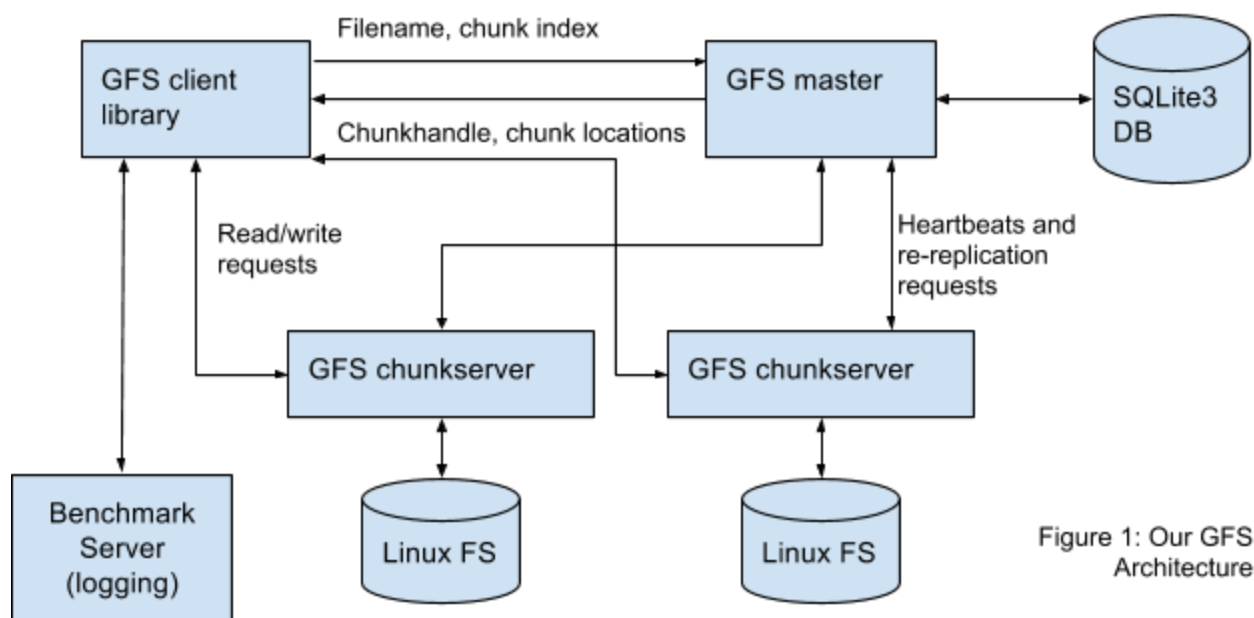 Filename, chunk index
GFS client
library
GFS master
SQLite3
DB
Chunkhandle, chunk locations
Read/write
requests
Heartbeats and
re-replication
requests
GFS chunkserver
GFS chunkserver
Benchmark
Server
(logging)
Linux FS
Linux FS
Figure 1: Our GFS
Architecture